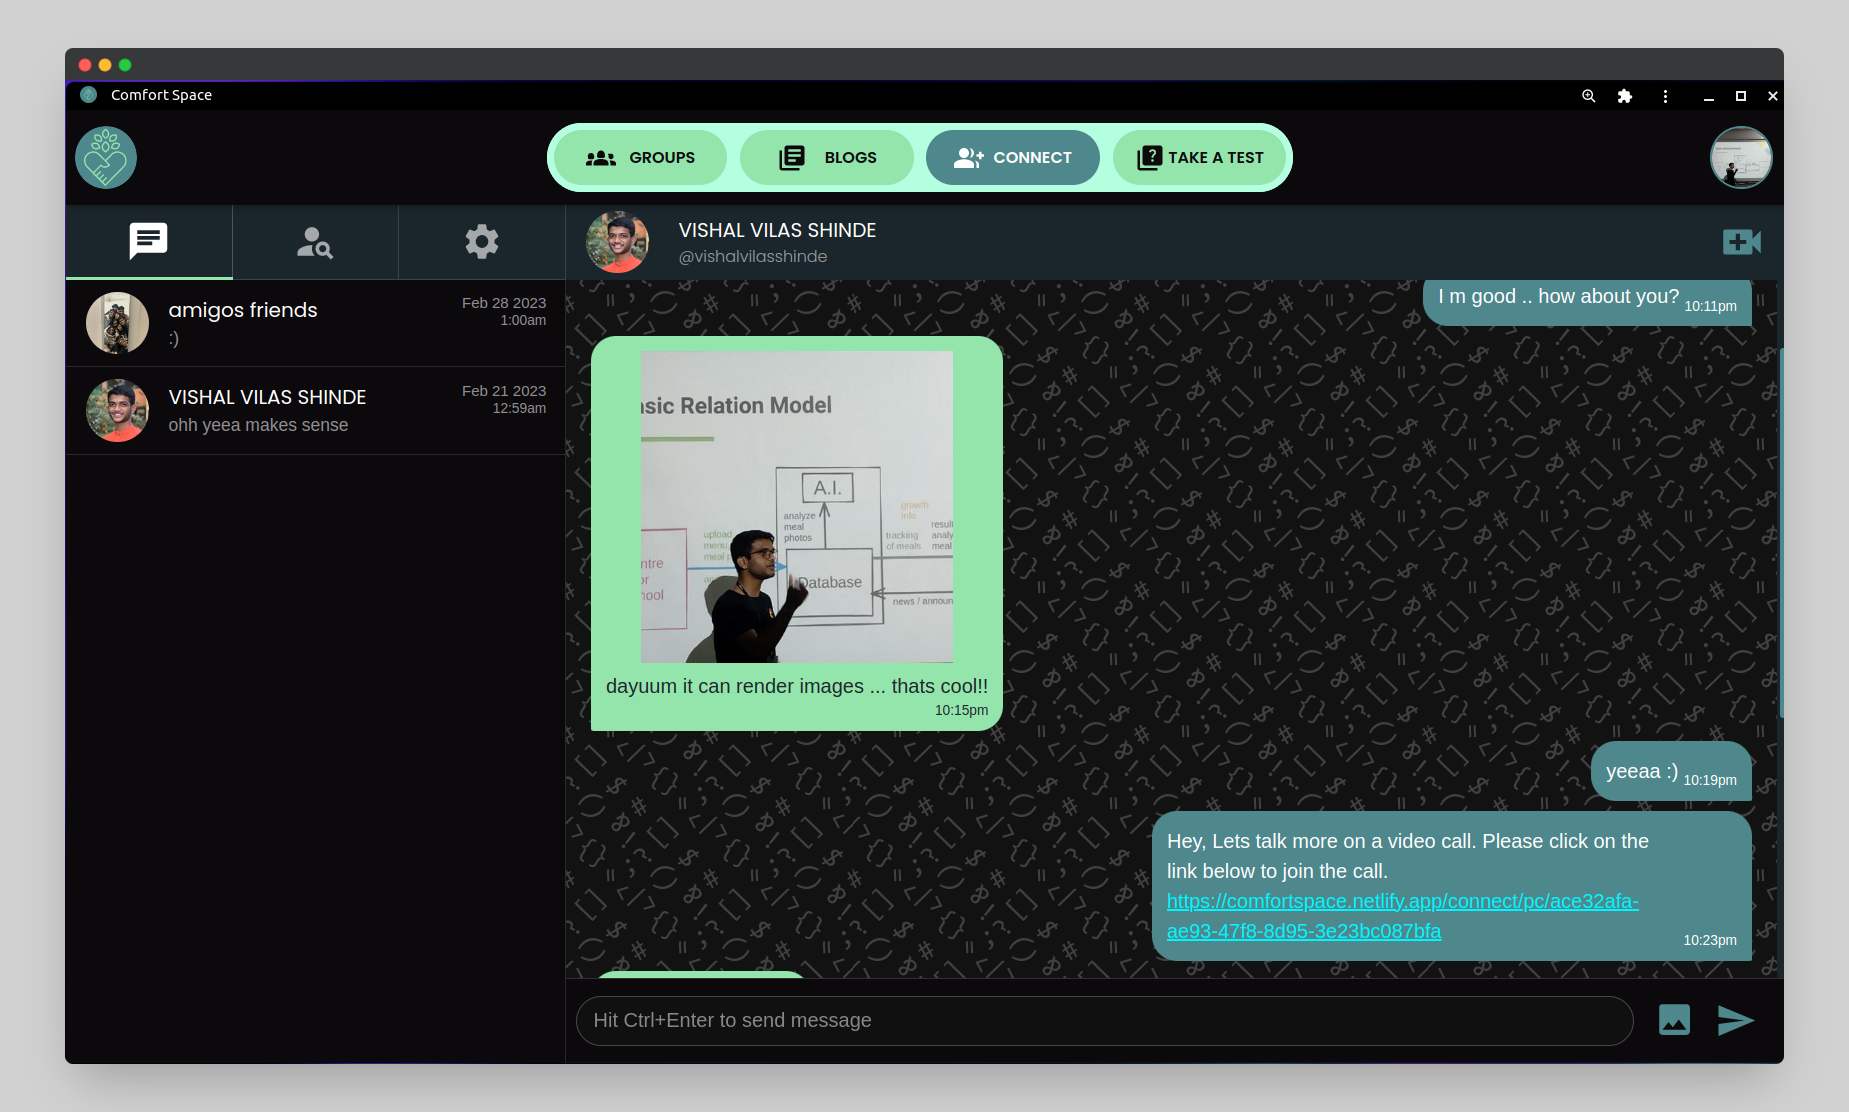 Comfort Space
GROUPS
BLOGS
CONNECT
TAKE A TEST
amigos friends
Feb 28 2023
:)
1:00am
VISHAL VILAS SHINDE
Feb 21 2023
12:59am
ohh yeea makes sense
VISHAL VILAS SHINDE
@vishalvilasshinde
I m good .. how about you? 10:11pm
asic Relation Model
A.I.
analyze
meal
photos
growth
info
tracking
of meals
result
analy
meal
upload
menu
meal
ntre
or
hool
Database
news / announ
dayuum it can render images ... thats cool!!
10:15pm
yeeaa :) 10:19pm
Hey, Lets talk more on a video call. Please click on the
link below to join the call.
https://comfortspace.netlify.app/connect/pc/ace32afa-
ae93-47f8-8d95-3e23bc087bfa
10:23pm
Hit Ctrl+Enter to send message